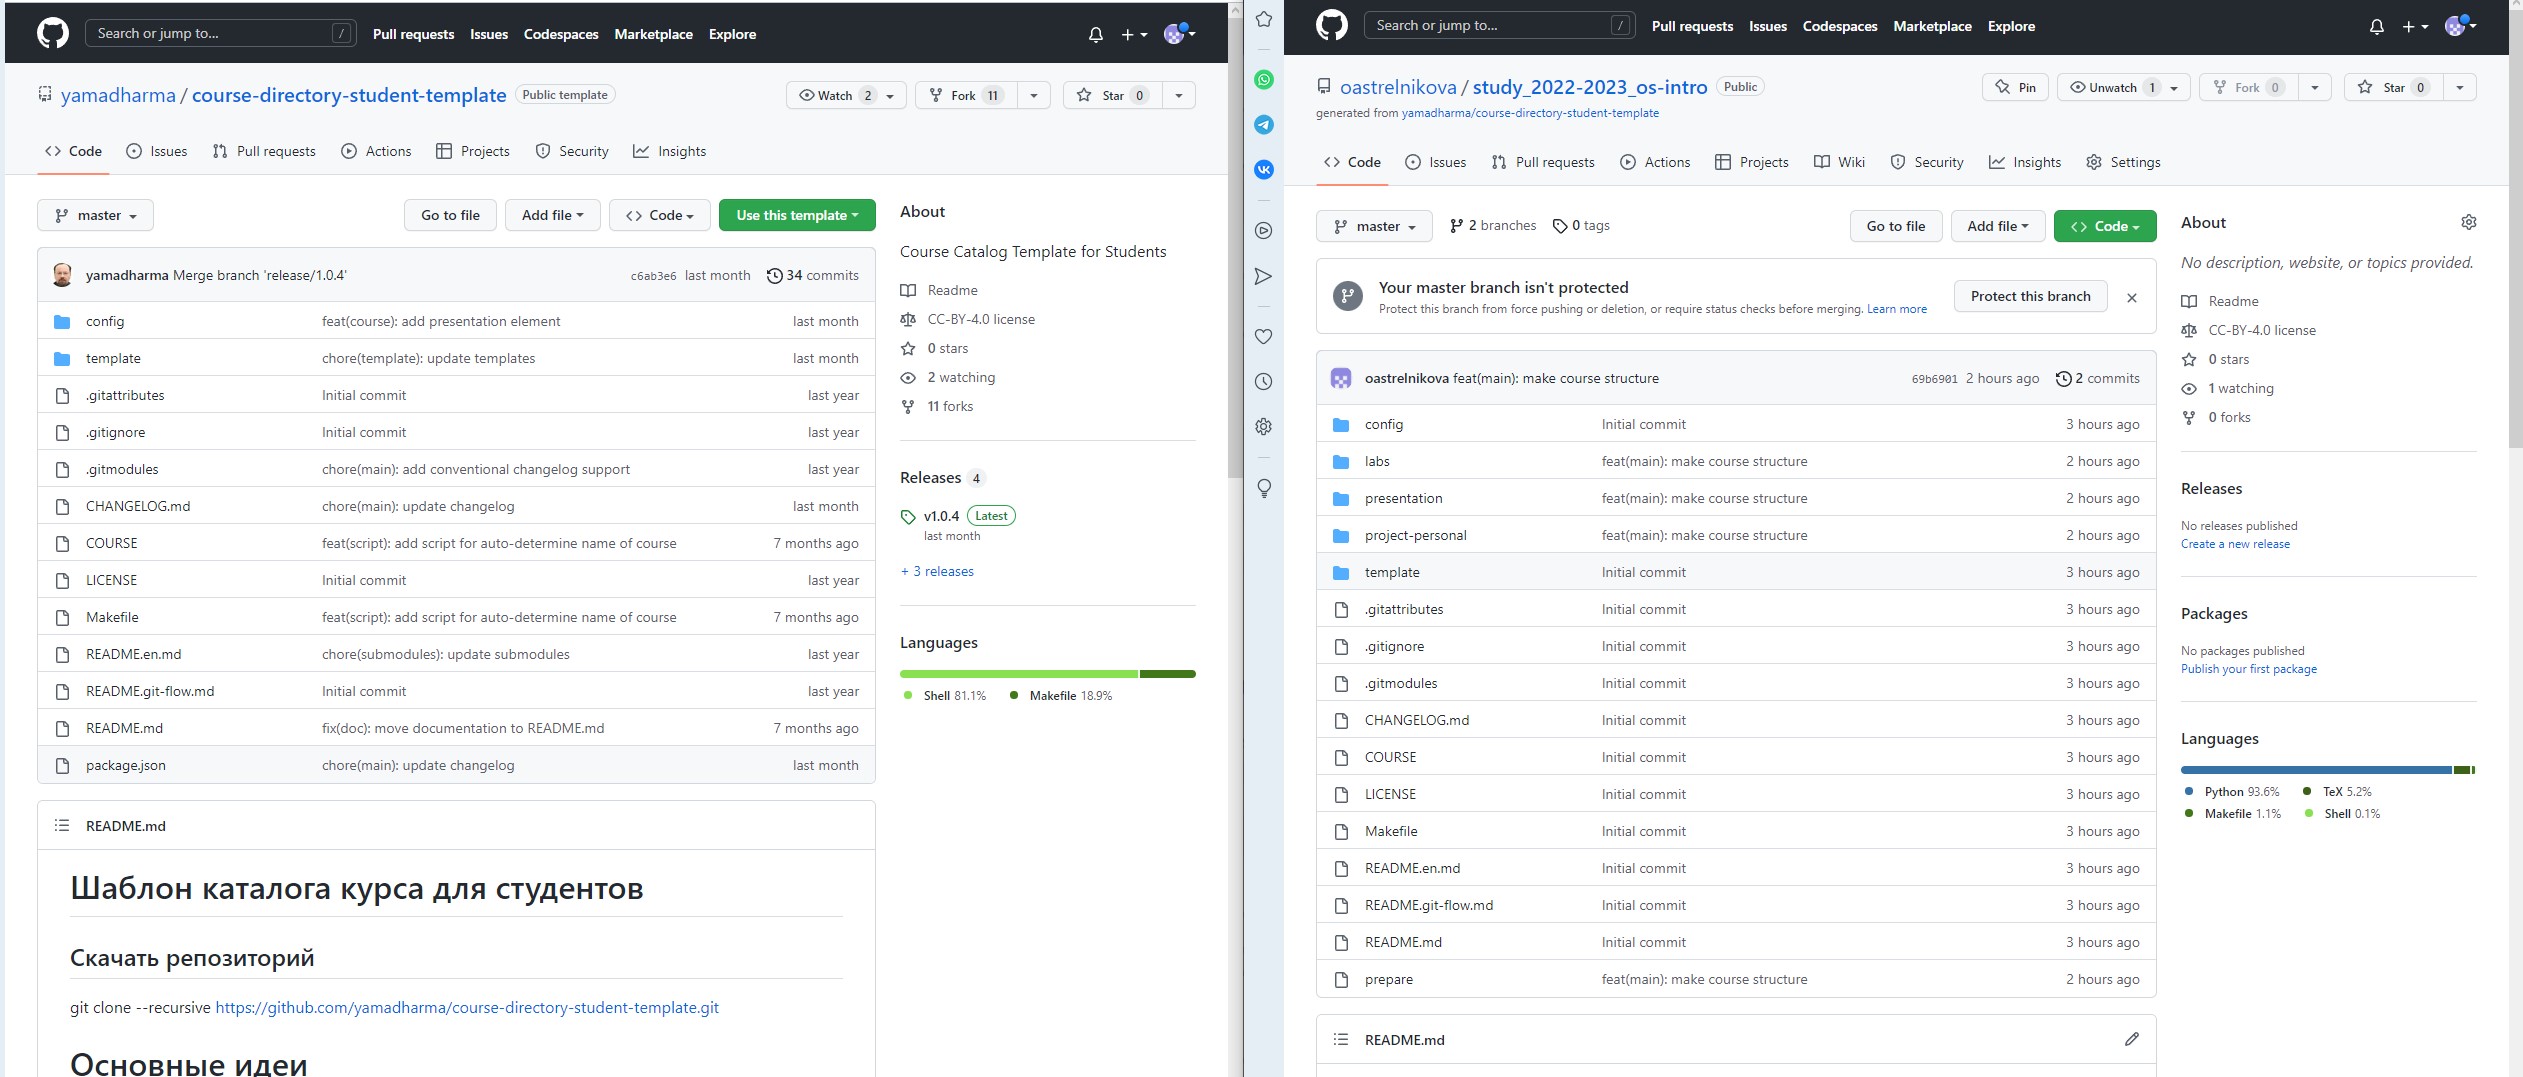 Search or jump to... /
Pull requests Issues Codespaces Marketplace Explore
yamadharma / course-directory-student-template Public template
Watch 2 Fork 11 Star 0
Code Issues Pull requests Actions Projects Security Insights
master Go to file Add file Code Use this template
yamadharma Merge branch 'release/1.0.4' c6ab3e6 last month 34 commits
config feat(course): add presentation element last month
template chore(template): update templates last month
.gitattributes Initial commit last year
.gitignore Initial commit last year
.gitmodules chore(main): add conventional changelog support last year
CHANGELOG.md chore(main): update changelog last month
COURSE feat(script): add script for auto-determine name of course 7 months ago
LICENSE Initial commit last year
Makefile feat(script): add script for auto-determine name of course 7 months ago
README.en.md chore(submodules): update submodules last year
README.git-flow.md Initial commit last year
README.md fix(doc): move documentation to README.md 7 months ago
package.json chore(main): update changelog last month
README.md
Шаблон каталога курса для студентов
Скачать репозиторий
git clone --recursive https://github.com/yamadharma/course-directory-student-template.git
Основные идеи
About
Course Catalog Template for Students
Readme
CC-BY-4.0 license
0 stars
2 watching
11 forks
Releases 4
v1.0.4 Latest
last month
+ 3 releases
Languages
Shell 81.1% Makefile 18.9%
Search or jump to... /
Pull requests Issues Codespaces Marketplace Explore
oastrelnikova / study_2022-2023_os-intro Public
generated from yamadharma/course-directory-student-template
Pin Unwatch 1 Fork 0 Star 0
Code Issues Pull requests Actions Projects Wiki Security Insights Settings
master 2 branches 0 tags Go to file Add file Code
Your master branch isn't protected
Protect this branch from force pushing or deletion, or require status checks before merging. Learn more
Protect this branch
oastrelnikova feat(main): make course structure 69b6901 2 hours ago 2 commits
config Initial commit 3 hours ago
labs feat(main): make course structure 2 hours ago
presentation feat(main): make course structure 2 hours ago
project-personal feat(main): make course structure 2 hours ago
template Initial commit 3 hours ago
.gitattributes Initial commit 3 hours ago
.gitignore Initial commit 3 hours ago
.gitmodules Initial commit 3 hours ago
CHANGELOG.md Initial commit 3 hours ago
COURSE Initial commit 3 hours ago
LICENSE Initial commit 3 hours ago
Makefile Initial commit 3 hours ago
README.en.md Initial commit 3 hours ago
README.git-flow.md Initial commit 3 hours ago
README.md Initial commit 3 hours ago
prepare feat(main): make course structure 2 hours ago
README.md
About
No description, website, or topics provided.
Readme
CC-BY-4.0 license
0 stars
1 watching
0 forks
Releases
No releases published
Create a new release
Packages
No packages published
Publish your first package
Languages
Python 93.6% TeX 5.2%
Makefile 1.1% Shell 0.1%